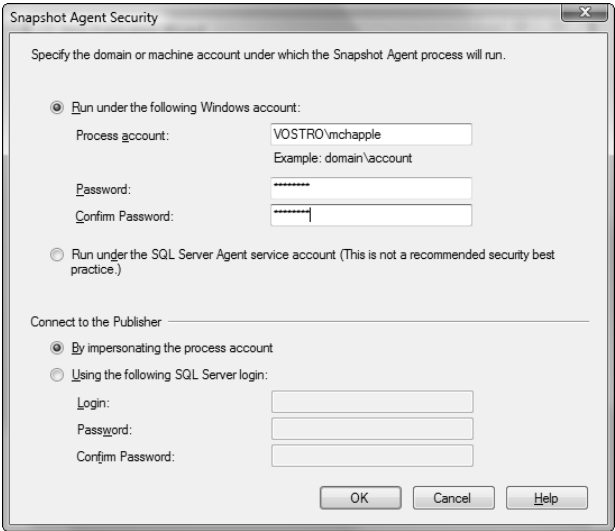 Snapshot Agent Security
Specify the domain or machine account under which the Snapshot Agent process will run.
Run under the following Windows account:
Process account: VOSTRO\mchapple
Example: domain\account
Password: ********
Confirm Password: ********
Run under the SQL Server Agent service account (This is not a recommended security best
practice.)
Connect to the Publisher
By impersonating the process account
Using the following SQL Server login:
Login:
Password:
Confirm Password:
OK Cancel Help